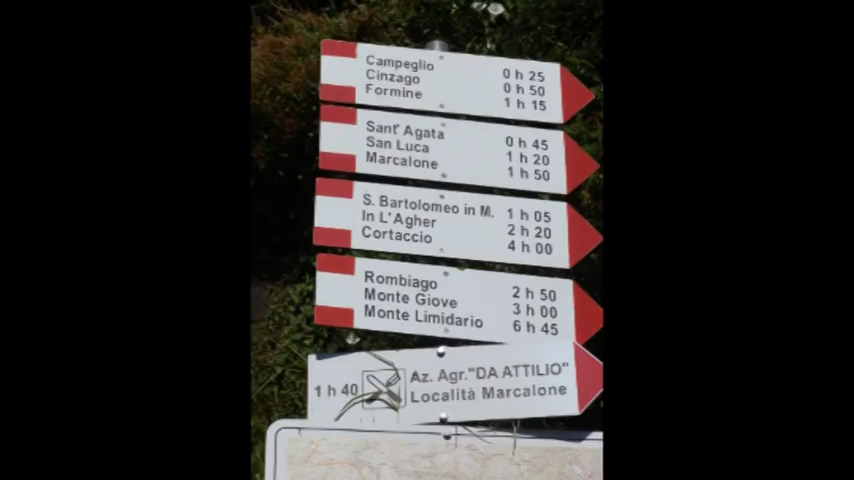 Campeglio 0 h 25
Cinzago 0 h 50
Formine 1 h 15
Sant' Agata 0 h 45
San Luca 1 h 20
Marcalone 1 h 50
S. Bartolomeo in M. 1 h 05
In L'Agher 2 h 20
Cortaccio 4 h 00
Rombiago 2 h 50
Monte Giove 3 h 00
Monte Limidario 6 h 45
1 h 40 Az. Agr."DA ATTILIO"
Località Marcalone